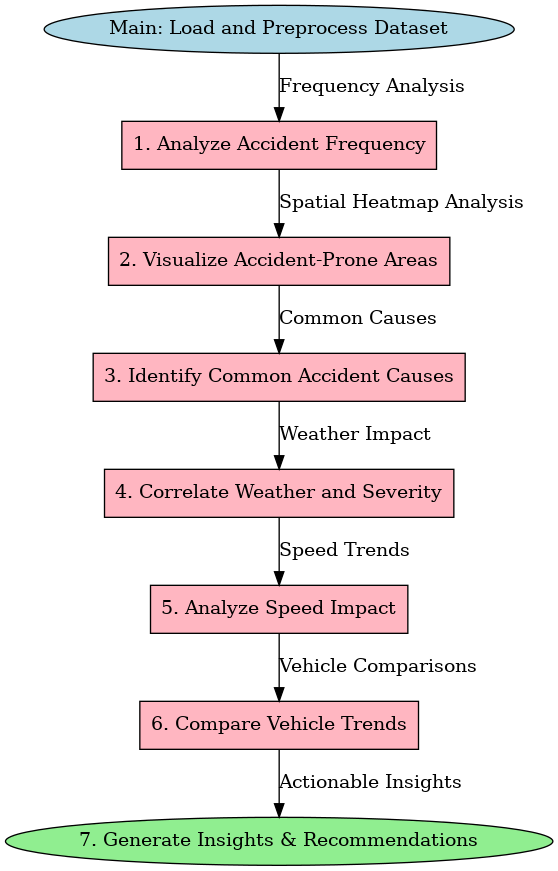 Main: Load and Preprocess Dataset
Frequency Analysis
1. Analyze Accident Frequency
Spatial Heatmap Analysis
2. Visualize Accident-Prone Areas
Common Causes
3. Identify Common Accident Causes
Weather Impact
4. Correlate Weather and Severity
Speed Trends
5. Analyze Speed Impact
Vehicle Comparisons
6. Compare Vehicle Trends
Actionable Insights
7. Generate Insights & Recommendations